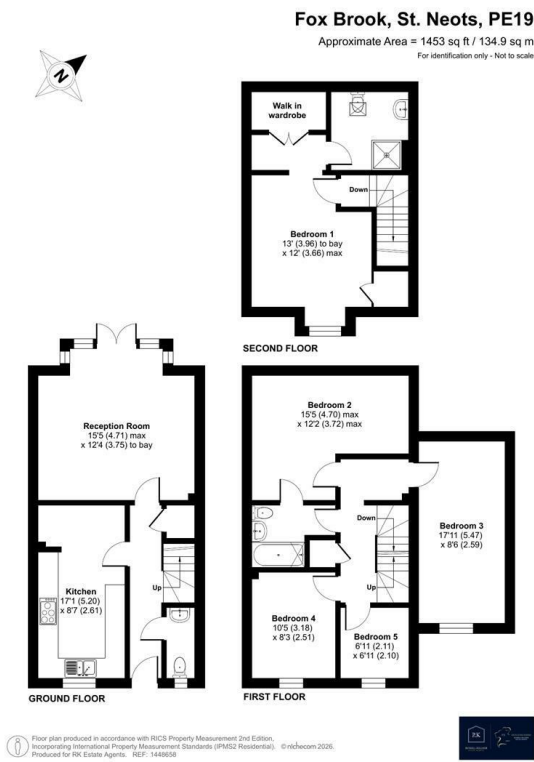 Fox Brook, St. Neots, PE19
Approximate Area = 1453 sq ft / 134.9 sq m
For identification only - Not to scale
N
Walk in
wardrobe
Down
Bedroom 1
13' (3.96) to bay
x 12' (3.66) max
SECOND FLOOR
Reception Room
15'5 (4.71) max
x 12'4 (3.75) to bay
Kitchen
17'1 (5.20)
x 8'7 (2.61)
Up
GROUND FLOOR
Bedroom 2
15'5 (4.70) max
x 12'2 (3.72) max
Down
Bedroom 3
17'11 (5.47)
x 8'6 (2.59)
Up
Bedroom 4
10'5 (3.18)
x 8'3 (2.51)
Bedroom 5
6'11 (2.11)
x 6'11 (2.10)
FIRST FLOOR
Floor plan produced in accordance with RICS Property Measurement 2nd Edition,
Incorporating International Property Measurement Standards (IPMS2 Residential). © nichecom 2026.
Produced for RK Estate Agents. REF: 1448658